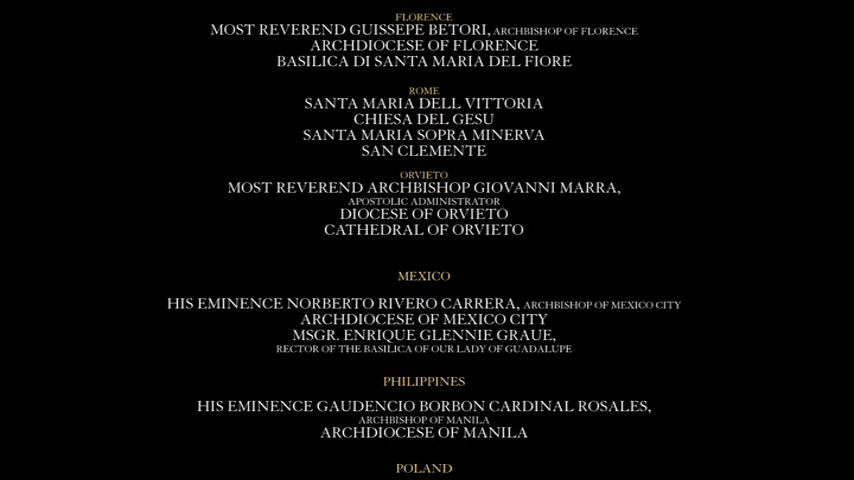 FLORENCE
MOST REVEREND GUISSEPE BETORI, ARCHBISHOP OF FLORENCE
ARCHDIOCESE OF FLORENCE
BASILICA DI SANTA MARIA DEL FIORE
ROME
SANTA MARIA DELL VITTORIA
CHIESA DEL GESU
SANTA MARIA SOPRA MINERVA
SAN CLEMENTE
ORVIETO
MOST REVEREND ARCHBISHOP GIOVANNI MARRA,
APOSTOLIC ADMINISTRATOR
DIOCESE OF ORVIETO
CATHEDRAL OF ORVIETO
MEXICO
HIS EMINENCE NORBERTO RIVERO CARRERA, ARCHBISHOP OF MEXICO CITY
ARCHDIOCESE OF MEXICO CITY
MSGR. ENRIQUE GLENNIE GRAUE,
RECTOR OF THE BASILICA OF OUR LADY OF GUADALUPE
PHILIPPINES
HIS EMINENCE GAUDENCIO BORBON CARDINAL ROSALES,
ARCHBISHOP OF MANILA
ARCHDIOCESE OF MANILA
POLAND